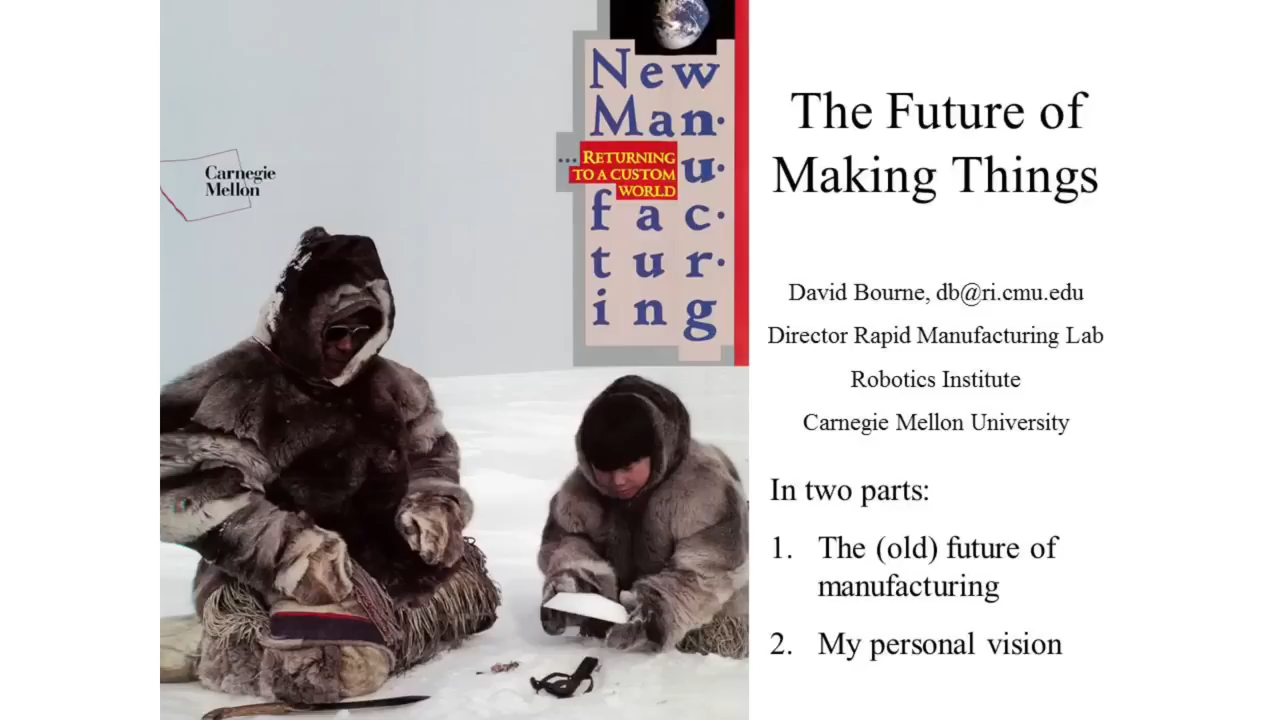 Carnegie
Mellon
New
Man·
... RETURNING
TO A CUSTOM
WORLD
u·
f a c·
t u r·
i n g
The Future of
Making Things
David Bourne, db@ri.cmu.edu
Director Rapid Manufacturing Lab
Robotics Institute
Carnegie Mellon University
In two parts:
1. The (old) future of
manufacturing
2. My personal vision